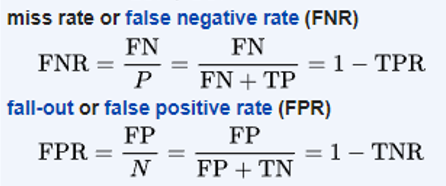 miss rate or false negative rate (FNR)
FNR = FN/P = FN/(FN + TP) = 1 − TPR
fall-out or false positive rate (FPR)
FPR = FP/N = FP/(FP + TN) = 1 − TNR